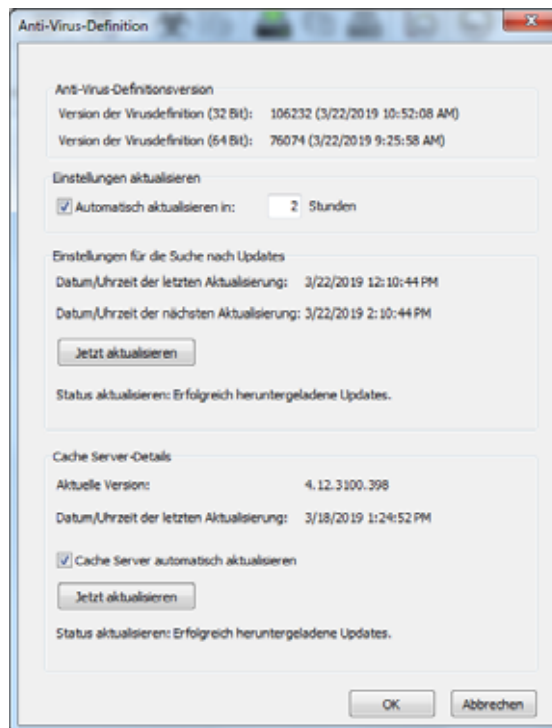 Anti-Virus-Definition
Anti-Virus-Definitionsversion
Version der Virusdefinition (32 Bit): 106232 (3/22/2019 10:52:08 AM)
Version der Virusdefinition (64 Bit): 76074 (3/22/2019 9:25:58 AM)
Einstellungen aktualisieren
Automatisch aktualisieren in: 2 Stunden
Einstellungen für die Suche nach Updates
Datum/Uhrzeit der letzten Aktualisierung: 3/22/2019 12:10:44 PM
Datum/Uhrzeit der nächsten Aktualisierung: 3/22/2019 2:10:44 PM
Jetzt aktualisieren
Status aktualisieren: Erfolgreich heruntergeladene Updates.
Cache Server-Details
Aktuelle Version: 4.12.3100.398
Datum/Uhrzeit der letzten Aktualisierung: 3/18/2019 1:24:52 PM
Cache Server automatisch aktualisieren
Jetzt aktualisieren
Status aktualisieren: Erfolgreich heruntergeladene Updates.
OK Abbrechen